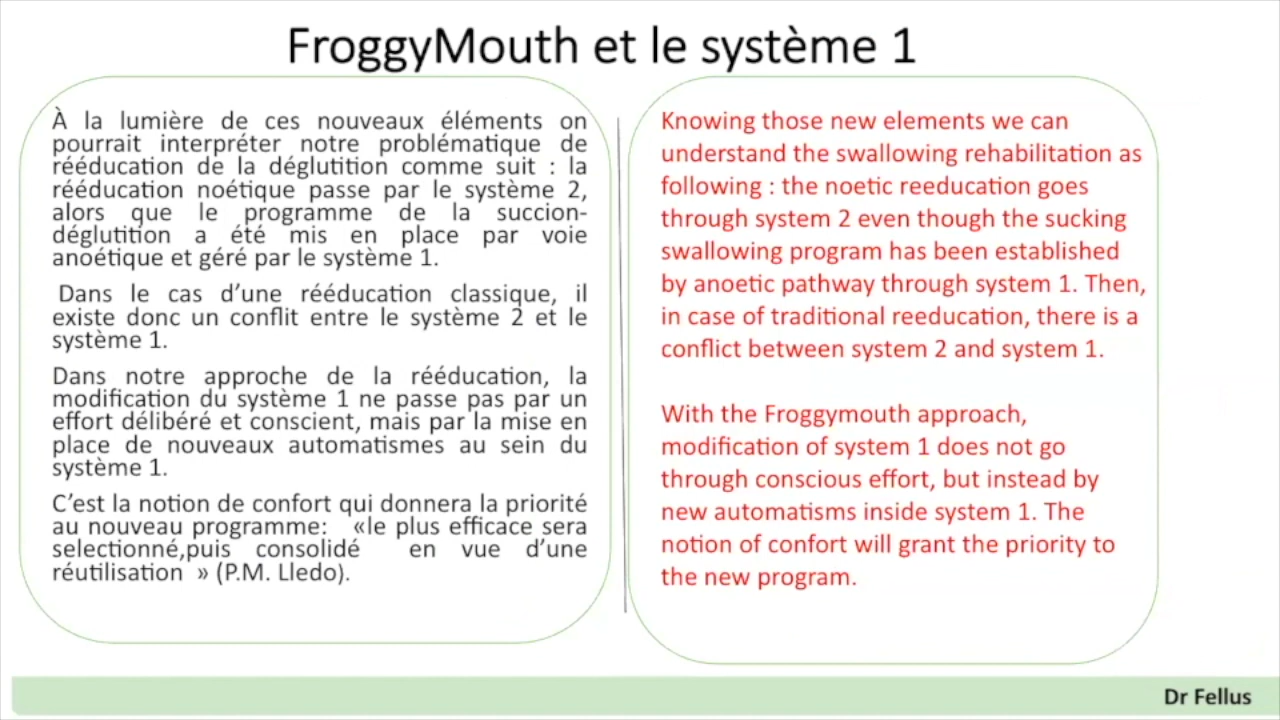 FroggyMouth et le système 1
À la lumière de ces nouveaux éléments on
pourrait interpréter notre problématique de
rééducation de la déglutition comme suit : la
rééducation noétique passe par le système 2,
alors que le programme de la succion-
déglutition a été mis en place par voie
anoétique et géré par le système 1.
Dans le cas d’une rééducation classique, il
existe donc un conflit entre le système 2 et le
système 1.
Dans notre approche de la rééducation, la
modification du système 1 ne passe pas par un
effort délibéré et conscient, mais par la mise en
place de nouveaux automatismes au sein du
système 1.
C’est la notion de confort qui donnera la priorité
au nouveau programme: «le plus efficace sera
selectionné,puis consolidé en vue d’une
réutilisation » (P.M. Lledo).
Knowing those new elements we can
understand the swallowing rehabilitation as
following : the noetic reeducation goes
through system 2 even though the sucking
swallowing program has been established
by anoetic pathway through system 1. Then,
in case of traditional reeducation, there is a
conflict between system 2 and system 1.
With the Froggymouth approach,
modification of system 1 does not go
through conscious effort, but instead by
new automatisms inside system 1. The
notion of confort will grant the priority to
the new program.
Dr Fellus